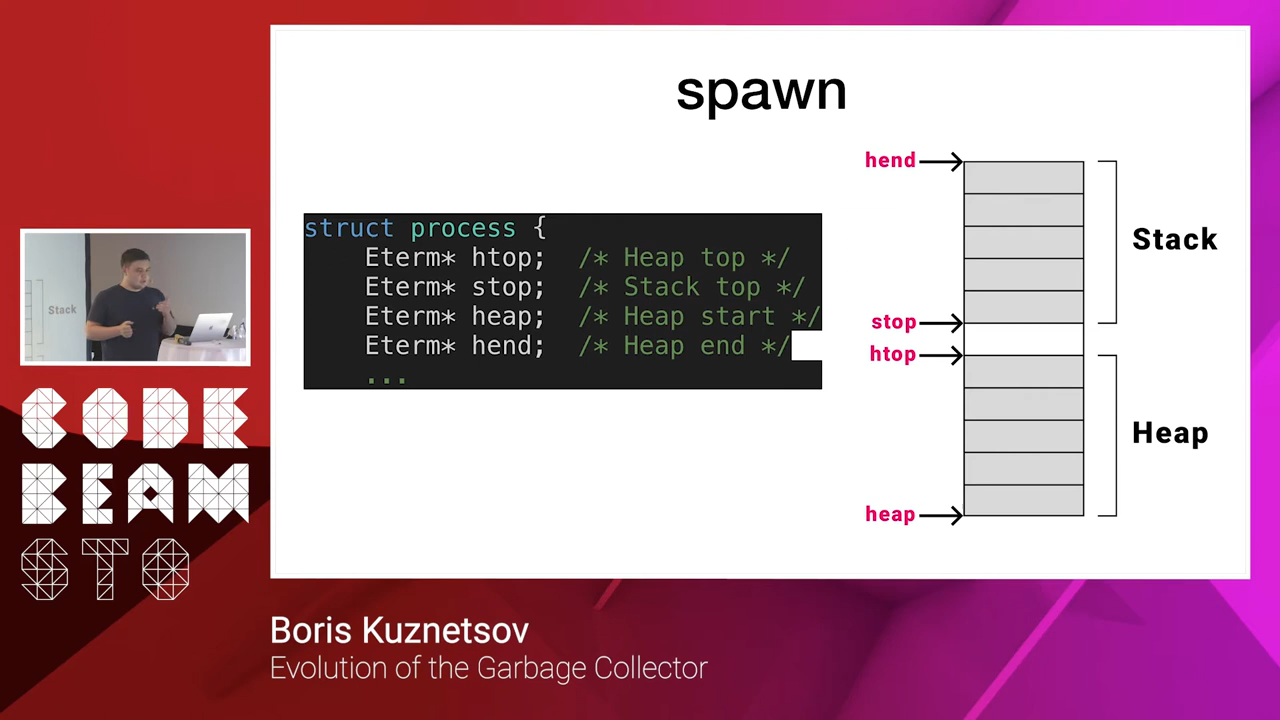 spawn
struct process {
Eterm* htop; /* Heap top */
Eterm* stop; /* Stack top */
Eterm* heap; /* Heap start */
Eterm* hend; /* Heap end */
...
hend
Stack
stop
htop
Heap
heap
Stack
CODE
BEAM
STO
Boris Kuznetsov
Evolution of the Garbage Collector